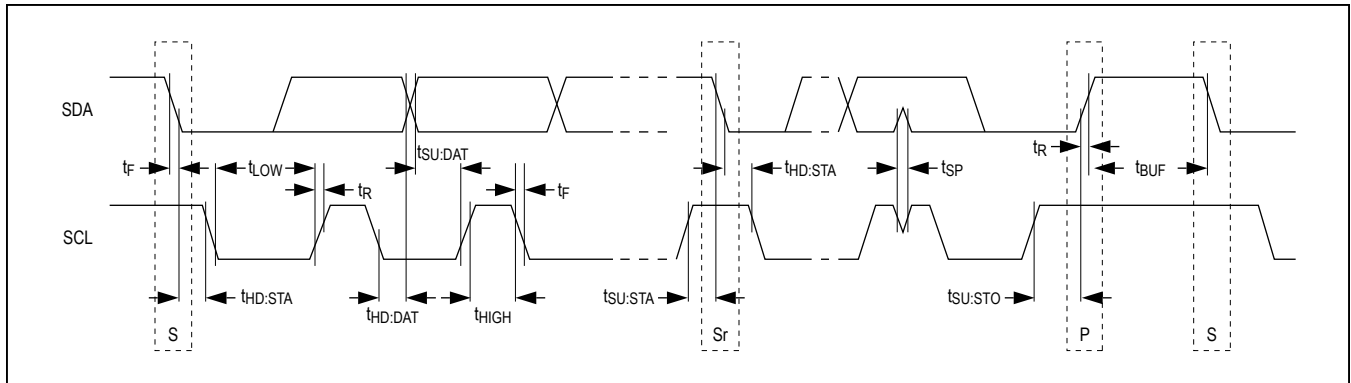 SDA
tF
tLOW
tR
tSU:DAT
tF
tHD:STA
tSP
tR
tBUF
SCL
tHD:STA
tHD:DAT
tHIGH
tSU:STA
tSU:STO
S
Sr
P
S